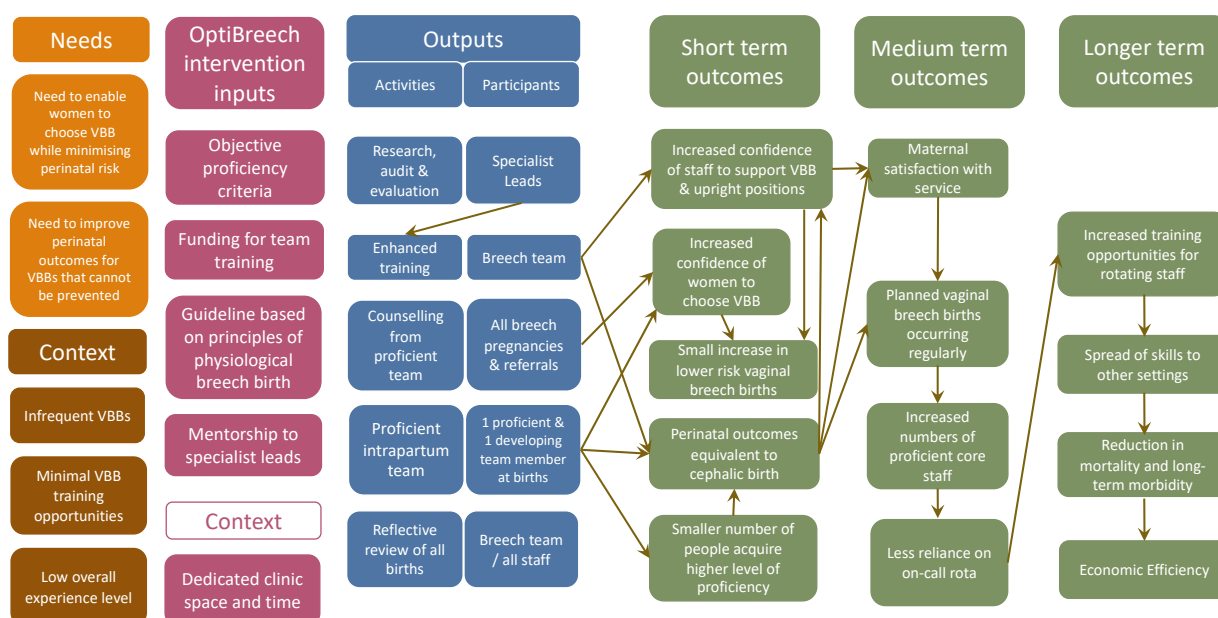 Needs
Need to enable
women to
choose VBB
while minimising
perinatal risk
Need to improve
perinatal
outcomes for
VBBs that cannot
be prevented
Context
Infrequent VBBs
Minimal VBB
training
opportunities
Low overall
experience level
OptiBreech
intervention
inputs
Objective
proficiency
criteria
Funding for team
training
Guideline based
on principles of
physiological
breech birth
Mentorship to
specialist leads
Context
Dedicated clinic
space and time
Outputs
Activities
Participants
Research,
audit &
evaluation
Specialist
Leads
Enhanced
training
Breech team
Counselling
from
proficient
team
All breech
pregnancies
& referrals
Proficient
intrapartum
team
1 proficient &
1 developing
team member
at births
Reflective
review of all
births
Breech team
/ all staff
Short term
outcomes
Increased confidence
of staff to support VBB
& upright positions
Increased
confidence of
women to
choose VBB
Small increase in
lower risk vaginal
breech births
Perinatal outcomes
equivalent to
cephalic birth
Smaller number of
people acquire
higher level of
proficiency
Medium term
outcomes
Maternal
satisfaction with
service
Planned vaginal
breech births
occurring
regularly
Increased
numbers of
proficient core
staff
Less reliance on
on-call rota
Longer term
outcomes
Increased training
opportunities for
rotating staff
Spread of skills to
other settings
Reduction in
mortality and long-
term morbidity
Economic Efficiency